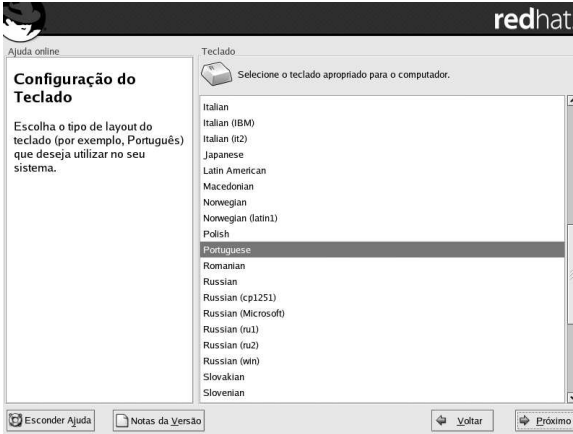 redhat
Ajuda online
Configuração do
Teclado
Escolha o tipo de layout do
teclado (por exemplo, Português)
que deseja utilizar no seu
sistema.
Teclado
Selecione o teclado apropriado para o computador.
Italian
Italian (IBM)
Italian (it2)
Japanese
Latin American
Macedonian
Norwegian
Norwegian (latin1)
Polish
Portuguese
Romanian
Russian
Russian (cp1251)
Russian (Microsoft)
Russian (ru1)
Russian (ru2)
Russian (win)
Slovakian
Slovenian
Esconder Ajuda
Notas da Versão
Voltar
Próximo